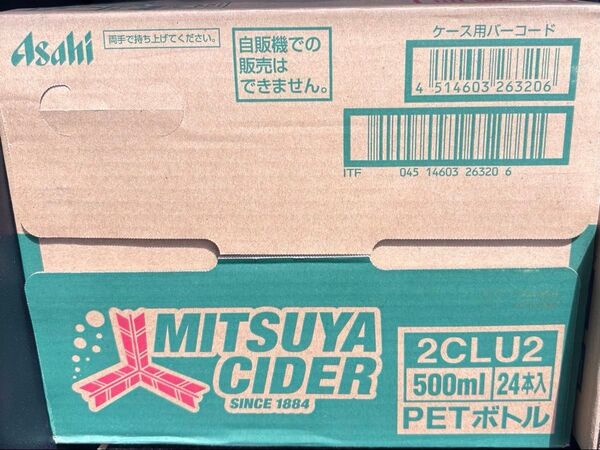 Asahi
両手で持ち上げてください。
自販機での
販売は
できません。
ケース用バーコード
4 514603 263206
ITF 045 14603 26320 6
MITSUYA
CIDER
SINCE 1884
2CLU2
500ml 24本入
PETボトル